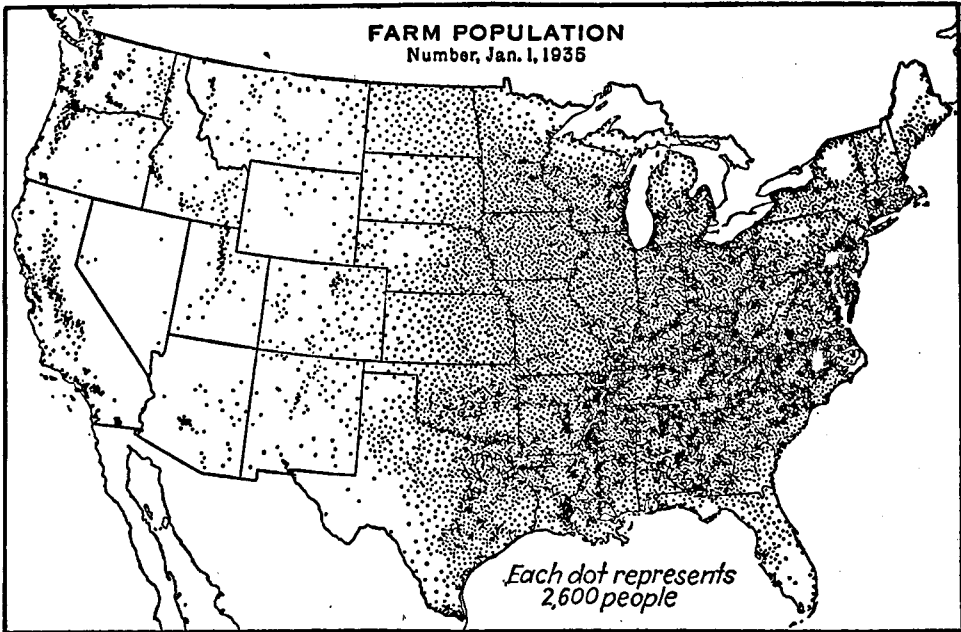 FARM POPULATION
Number, Jan. 1, 1935
Each dot represents
2,600 people